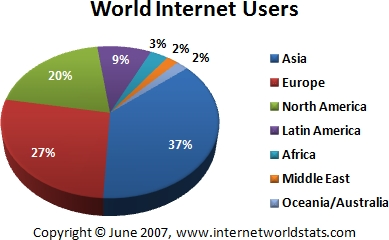 World Internet Users
3%
2%
2%
9%
20%
27%
37%
Asia
Europe
North America
Latin America
Africa
Middle East
Oceania/Australia
Copyright © June 2007, www.internetworldstats.com